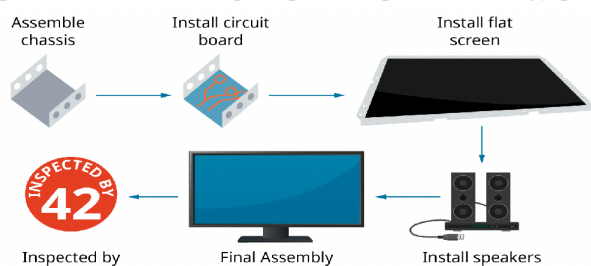 Assemble
chassis
Install circuit
board
Install flat
screen
INSPECTED BY
42
Inspected by
Final Assembly
Install speakers